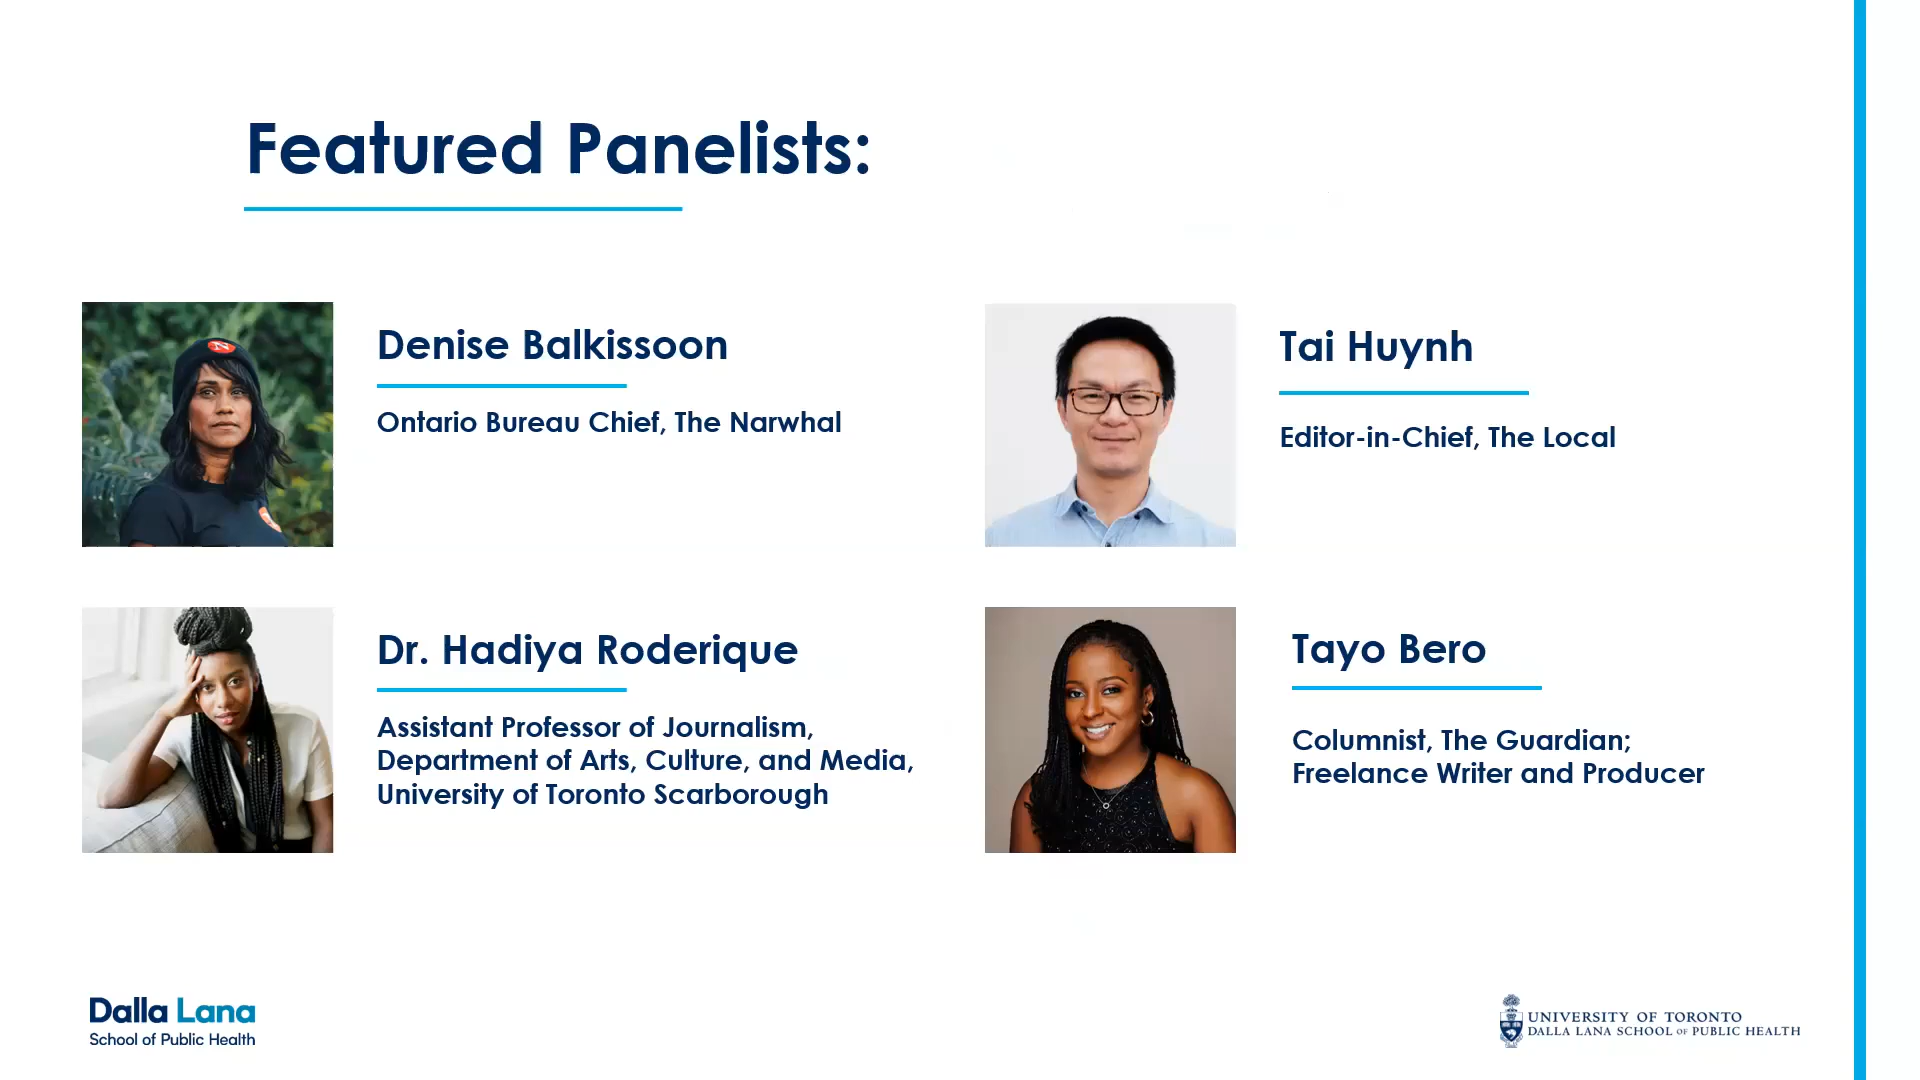 Featured Panelists:
Denise Balkissoon
Ontario Bureau Chief, The Narwhal
Tai Huynh
Editor-in-Chief, The Local
Dr. Hadiya Roderique
Assistant Professor of Journalism,
Department of Arts, Culture, and Media,
University of Toronto Scarborough
Tayo Bero
Columnist, The Guardian;
Freelance Writer and Producer
Dalla Lana
School of Public Health
UNIVERSITY OF TORONTO
DALLA LANA SCHOOL OF PUBLIC HEALTH
N